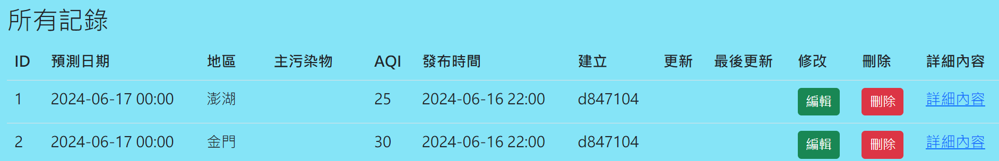 所有記錄
ID 預測日期 地區 主污染物 AQI 發布時間 建立 更新 最後更新 修改 刪除 詳細內容
1 2024-06-17 00:00 澎湖 25 2024-06-16 22:00 d847104 編輯 刪除 詳細內容
2 2024-06-17 00:00 金門 30 2024-06-16 22:00 d847104 編輯 刪除 詳細內容